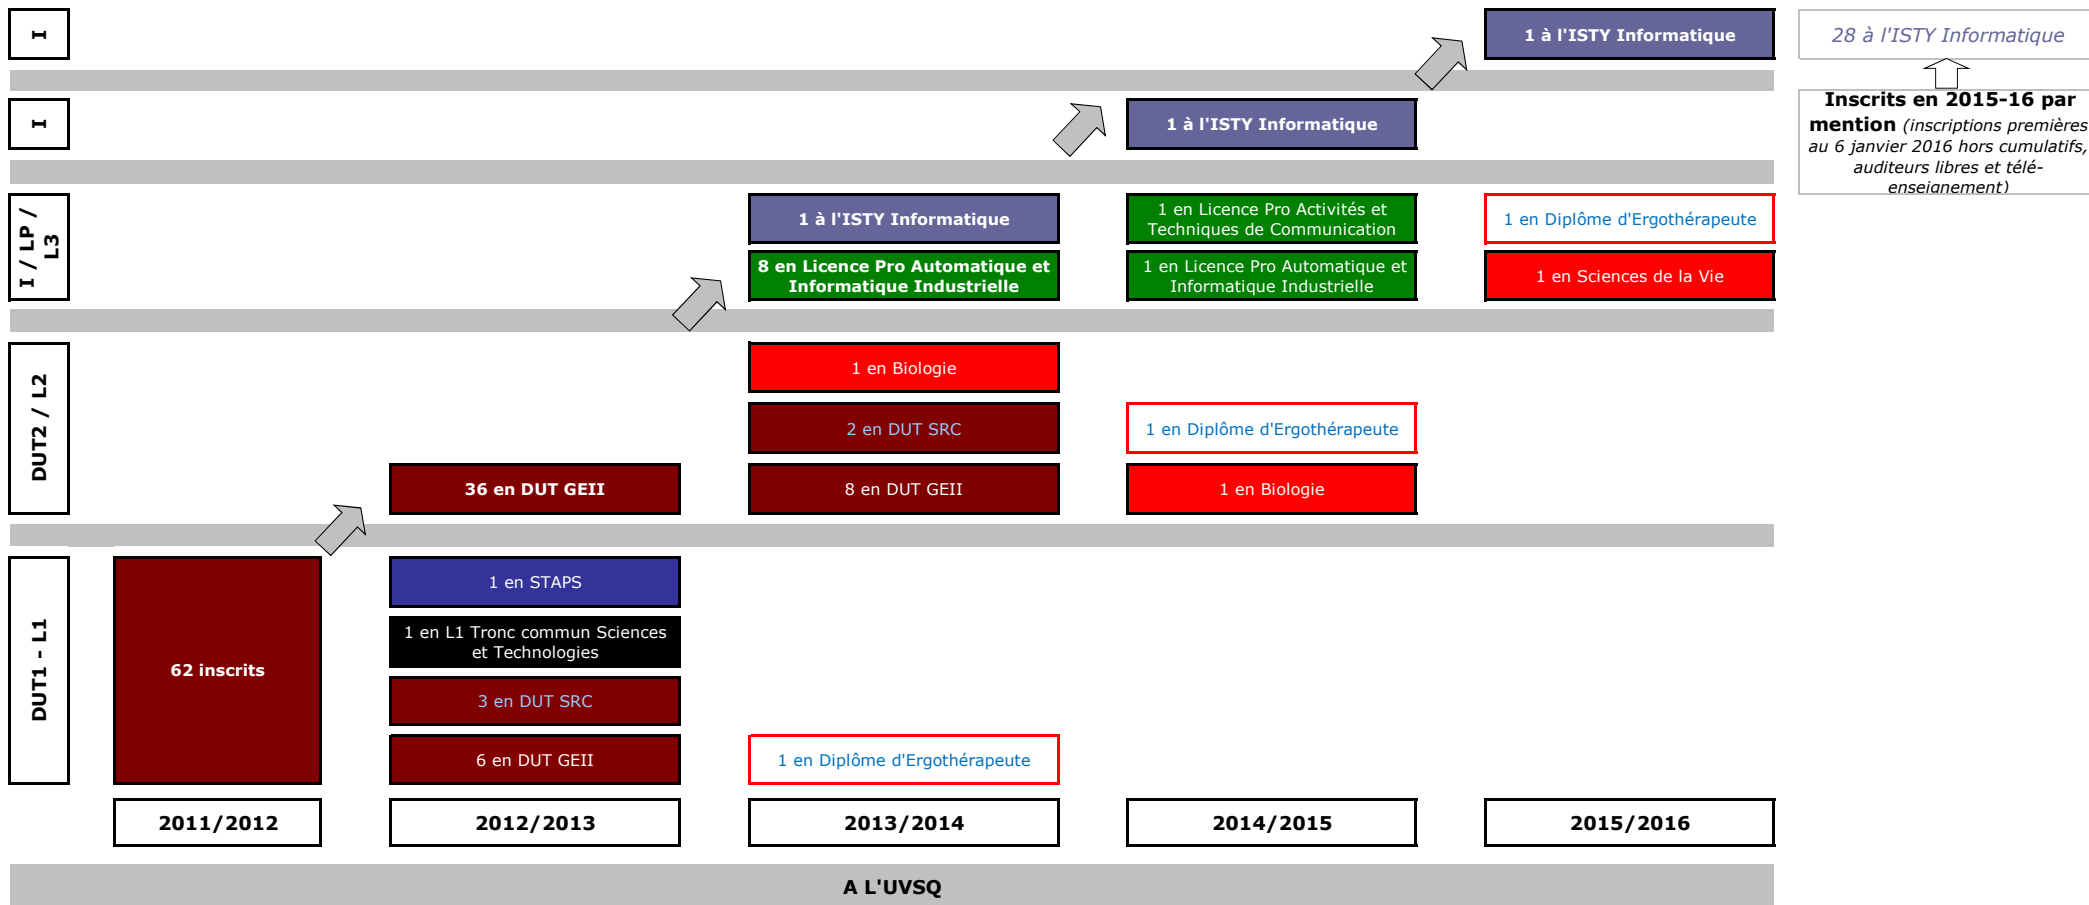 I
1 à l'ISTY Informatique
28 à l'ISTY Informatique
I
1 à l'ISTY Informatique
Inscrits en 2015-16 par
mention (inscriptions premières
au 6 janvier 2016 hors cumulatifs,
auditeurs libres et télé-
enseignement)
I / LP /
L3
1 à l'ISTY Informatique
1 en Licence Pro Activités et
Techniques de Communication
1 en Diplôme d'Ergothérapeute
8 en Licence Pro Automatique et
Informatique Industrielle
1 en Licence Pro Automatique et
Informatique Industrielle
1 en Sciences de la Vie
DUT2 / L2
1 en Biologie
2 en DUT SRC
1 en Diplôme d'Ergothérapeute
36 en DUT GEII
8 en DUT GEII
1 en Biologie
DUT1 - L1
62 inscrits
1 en STAPS
1 en L1 Tronc commun Sciences
et Technologies
3 en DUT SRC
6 en DUT GEII
1 en Diplôme d'Ergothérapeute
2011/2012
2012/2013
2013/2014
2014/2015
2015/2016
A L'UVSQ